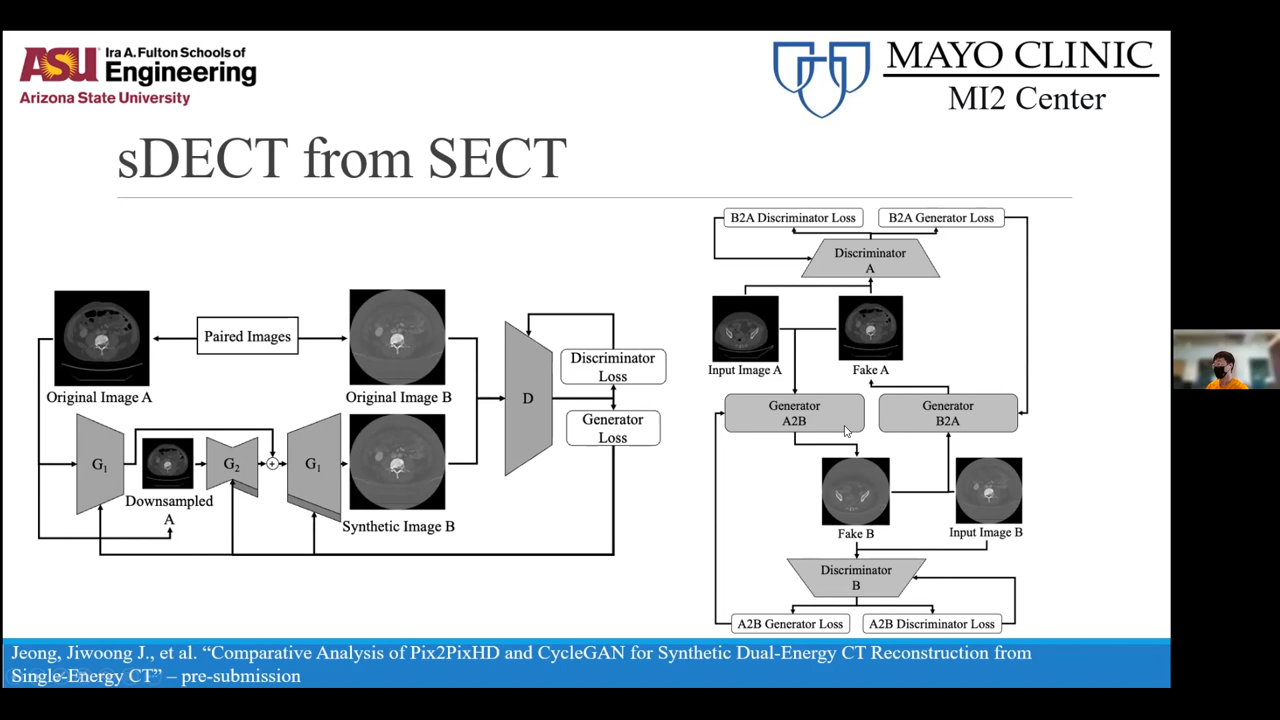 ASU Ira A. Fulton Schools of
Engineering
Arizona State University
MAYO CLINIC
MI2 Center
sDECT from SECT
Paired Images
Original Image A
Original Image B
Discriminator
Loss
D
Generator
Loss
G1
G2
G1
Downsampled
A
Synthetic Image B
B2A Discriminator Loss
B2A Generator Loss
Discriminator
A
Input Image A
Fake A
Generator
A2B
Generator
B2A
Fake B
Input Image B
Discriminator
B
A2B Generator Loss
A2B Discriminator Loss
Jeong, Jiwoong J., et al. “Comparative Analysis of Pix2PixHD and CycleGAN for Synthetic Dual-Energy CT Reconstruction from
Single-Energy CT” – pre-submission